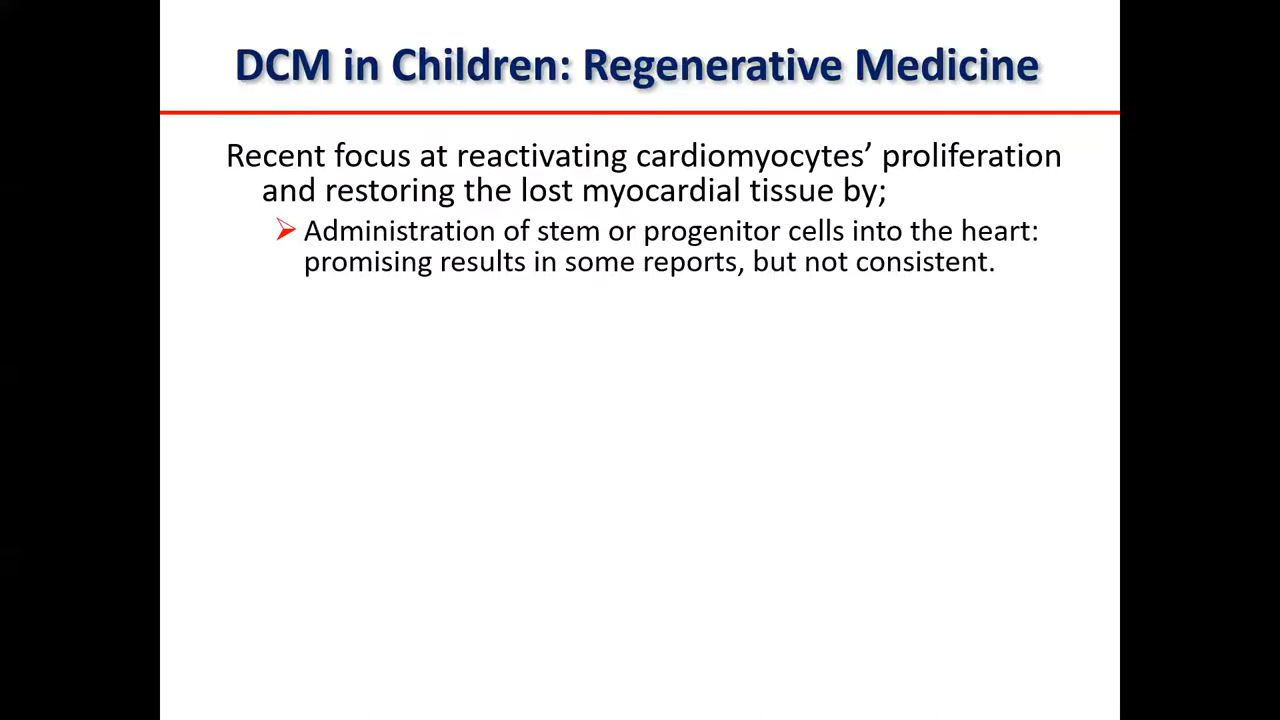 DCM in Children: Regenerative Medicine
Recent focus at reactivating cardiomyocytes’ proliferation
and restoring the lost myocardial tissue by;
Administration of stem or progenitor cells into the heart:
promising results in some reports, but not consistent.